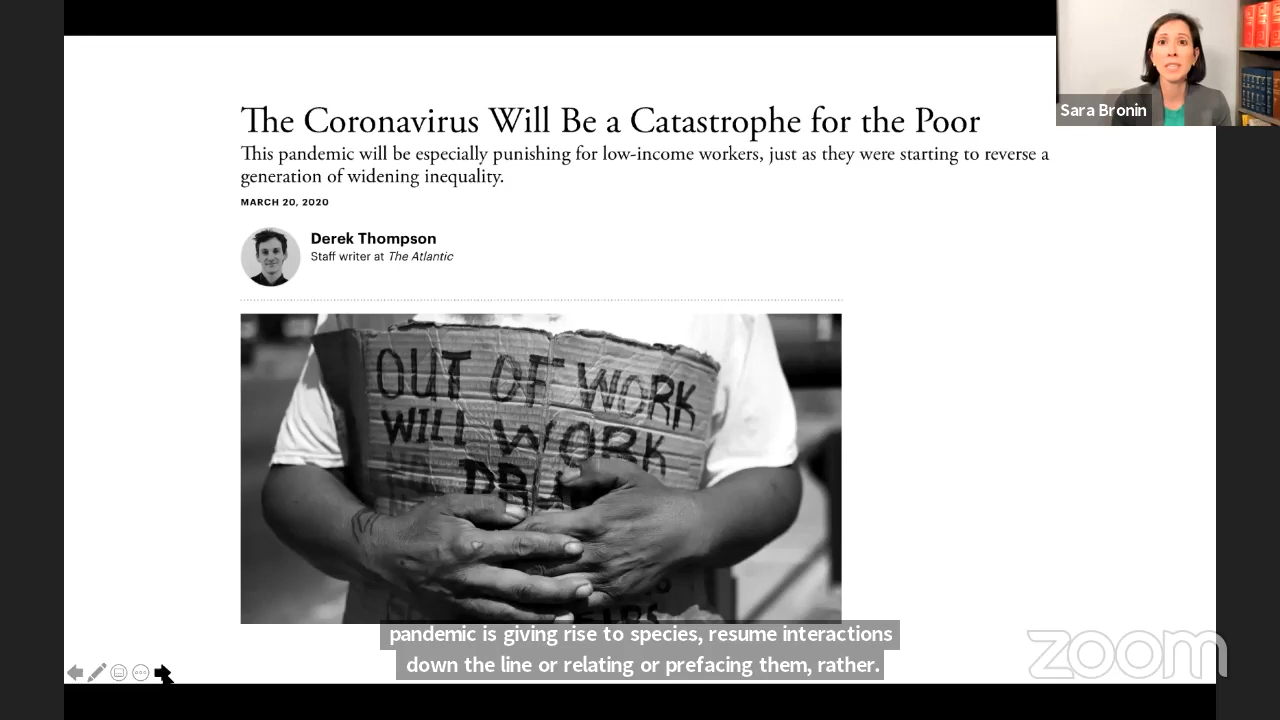 Sara Bronin
The Coronavirus Will Be a Catastrophe for the Poor
This pandemic will be especially punishing for low-income workers, just as they were starting to reverse a
generation of widening inequality.
MARCH 20, 2020
Derek Thompson
Staff writer at The Atlantic
OUT OF WORK
WILL WORK
pandemic is giving rise to species, resume interactions
down the line or relating or prefacing them, rather.
zoom